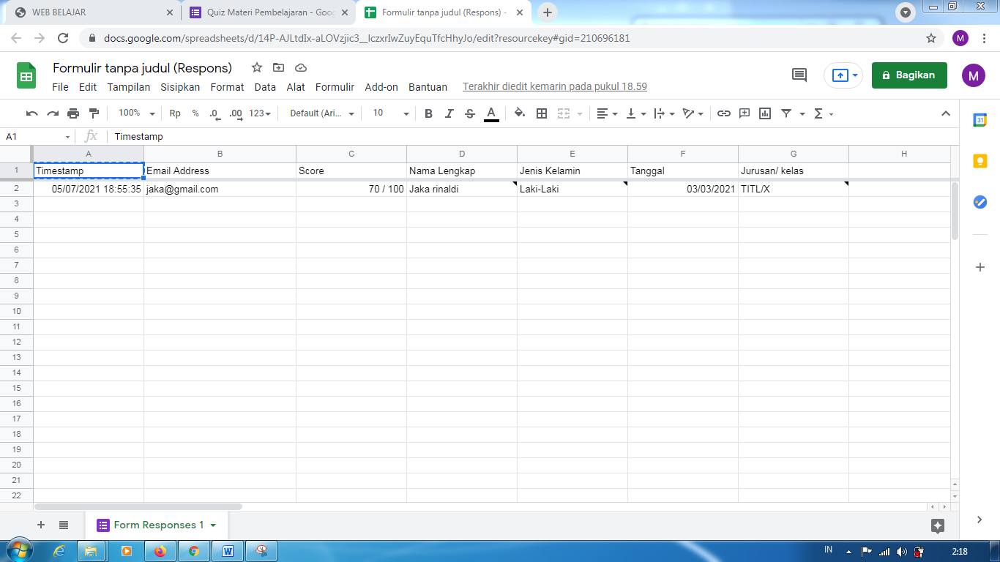 WEB BELAJAR
Quiz Materi Pembelajaran - Goo
Formulir tanpa judul (Respons) -
docs.google.com/spreadsheets/d/14P-AJLtdIx-aLOVzjic3__IczxrIwZuyEquTfcHhyJo/edit?resourcekey#gid=210696181
M
Formulir tanpa judul (Respons)
Bagikan
M
File Edit Tampilan Sisipkan Format Data Alat Formulir Add-on Bantuan Terakhir diedit kemarin pada pukul 18.59
100% Rp % .0 .00 123 Default (Ari... 10 B I S A
31
A1 fx Timestamp
A B C D E F G H
1 Timestamp Email Address Score Nama Lengkap Jenis Kelamin Tanggal Jurusan/ kelas
2 05/07/2021 18:55:35 jaka@gmail.com 70 / 100 Jaka rinaldi Laki-Laki 03/03/2021 TITL/X
3
4
5
6
7
8
9
10
11
12
13
14
15
16
17
18
19
20
21
22
Form Responses 1
IN 2:18